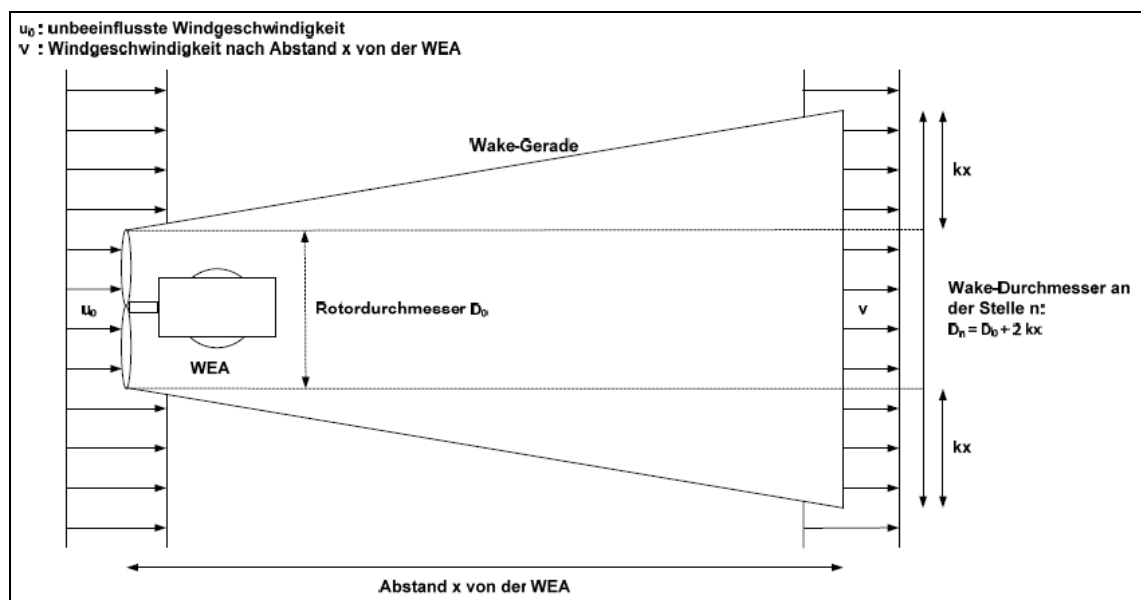 u₀ : unbeeinflusste Windgeschwindigkeit
v : Windgeschwindigkeit nach Abstand x von der WEA
Wake-Gerade
kx
u₀
Rotordurchmesser D₀
v
Wake-Durchmesser an
der Stelle n:
Dₙ = D₀ + 2 kx
WEA
kx
Abstand x von der WEA